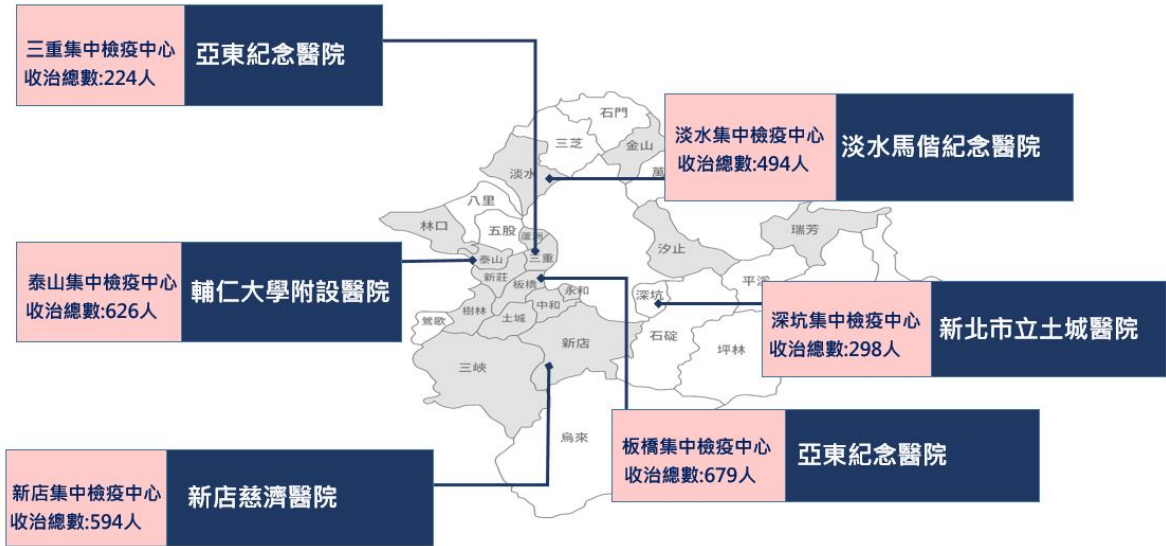 三重集中檢疫中心
收治總數:224人
亞東紀念醫院
淡水集中檢疫中心
收治總數:494人
淡水馬偕紀念醫院
石門
三芝
金山
萬
淡水
八里
林口
五股
蘆洲
汐止
瑞芳
泰山
三重
泰山集中檢疫中心
收治總數:626人
輔仁大學附設醫院
新莊
板橋
平溪
深坑
永和
中和
樹林
土城
鶯歌
深坑集中檢疫中心
收治總數:298人
新北市立土城醫院
新店
石碇
坪林
三峽
烏來
板橋集中檢疫中心
收治總數:679人
亞東紀念醫院
新店集中檢疫中心
收治總數:594人
新店慈濟醫院